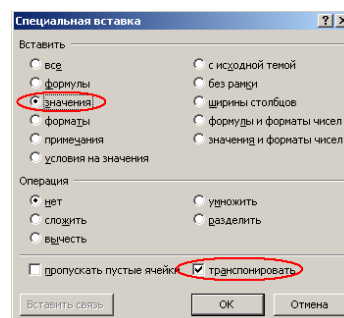 Специальная вставка
Вставить
все
с исходной темой
формулы
без рамки
значения
ширины столбцов
форматы
формулы и форматы чисел
примечания
значения и форматы чисел
условия на значения
Операция
нет
умножить
сложить
разделить
вычесть
пропускать пустые ячейки
транспонировать
Вставить связь
ОК
Отмена